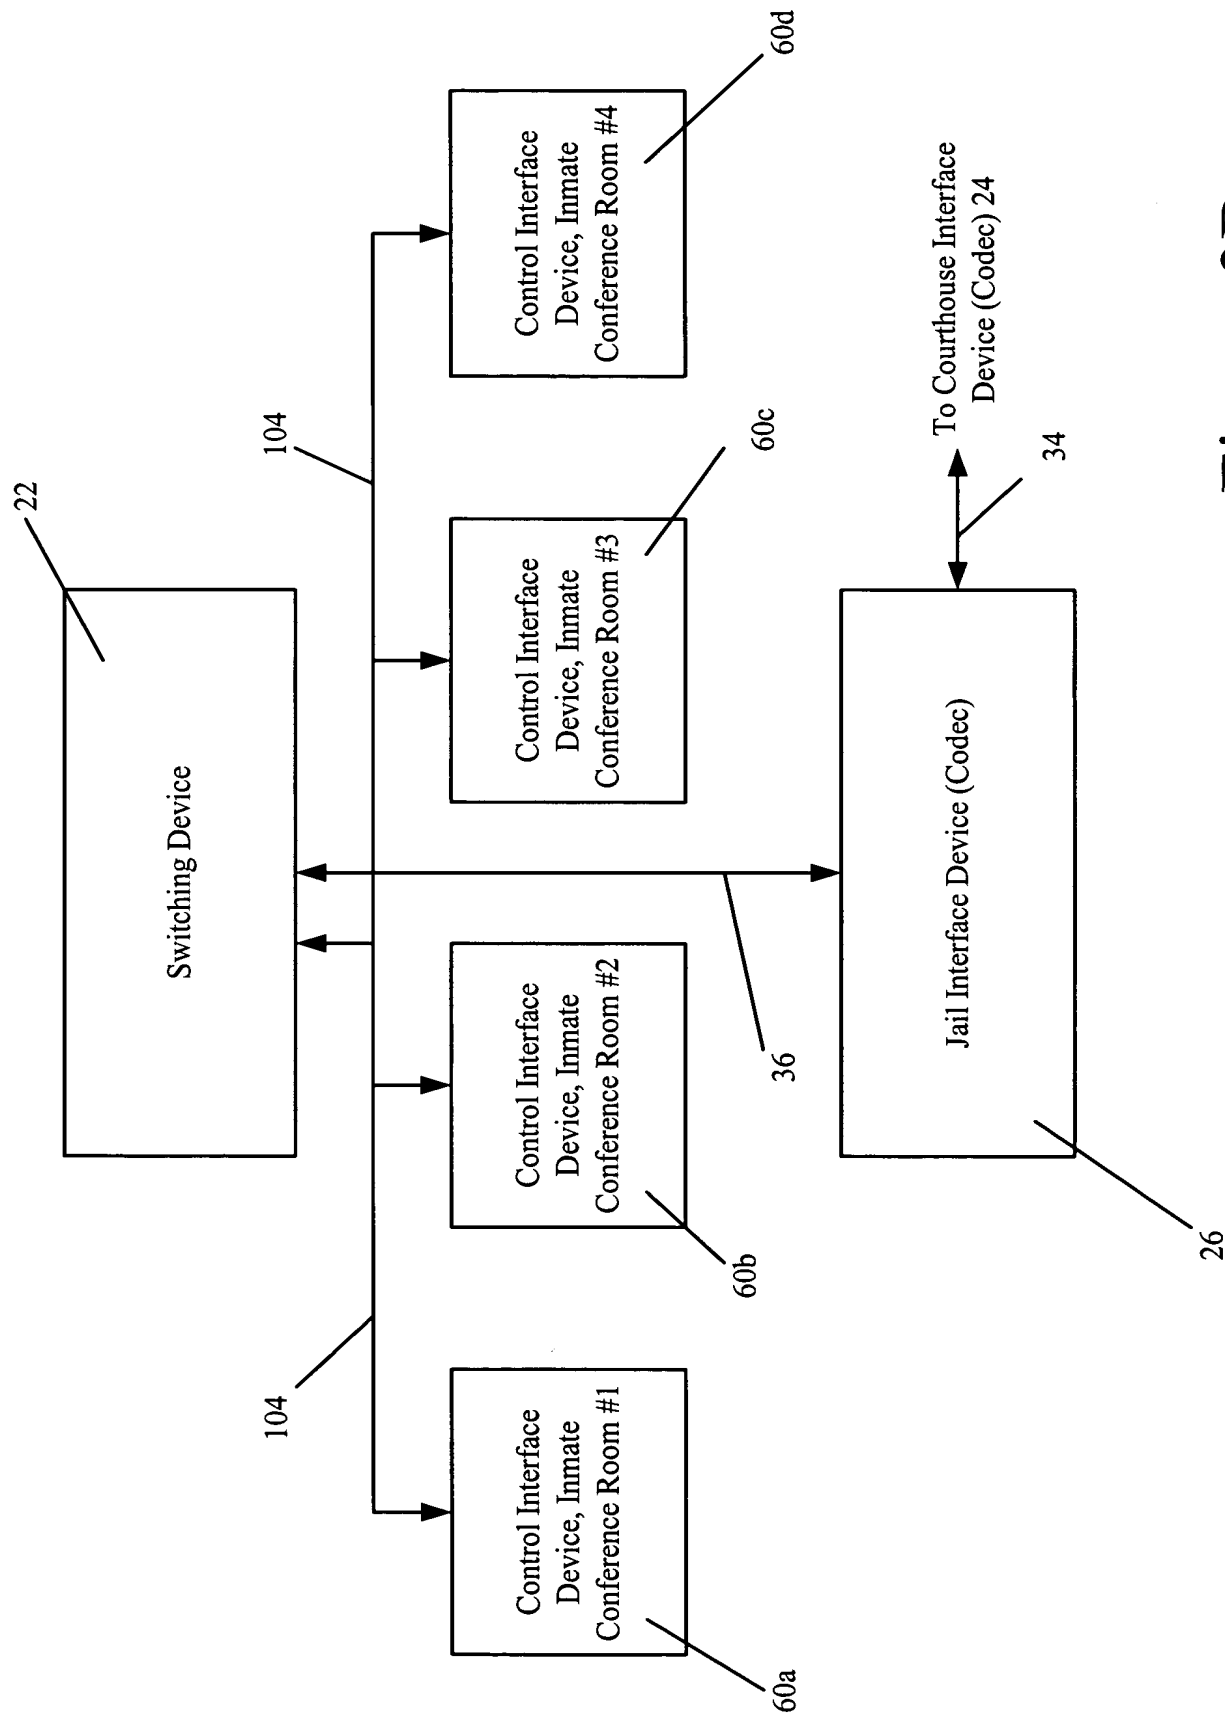 22
Switching Device
104
104
Control Interface
Device, Inmate
Conference Room #1
60a
Control Interface
Device, Inmate
Conference Room #2
60b
Control Interface
Device, Inmate
Conference Room #3
60c
Control Interface
Device, Inmate
Conference Room #4
60d
36
Jail Interface Device (Codec)
26
34
To Courthouse Interface
Device (Codec) 24